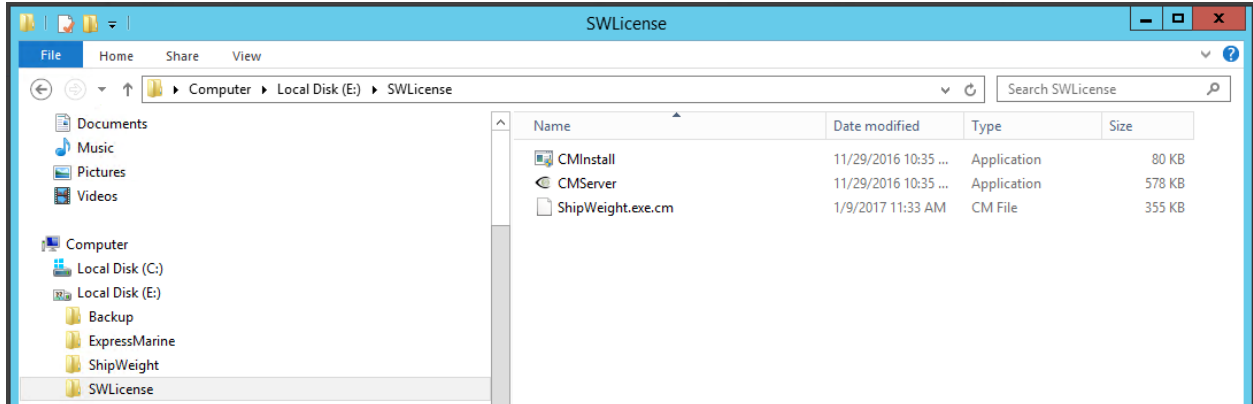 SWLicense
File Home Share View
Computer Local Disk (E:) SWLicense
Search SWLicense
Documents
Music
Pictures
Videos
Computer
Local Disk (C:)
Local Disk (E:)
Backup
ExpressMarine
ShipWeight
SWLicense
Name Date modified Type Size
CMInstall 11/29/2016 10:35 ... Application 80 KB
CMServer 11/29/2016 10:35 ... Application 578 KB
ShipWeight.exe.cm 1/9/2017 11:33 AM CM File 355 KB